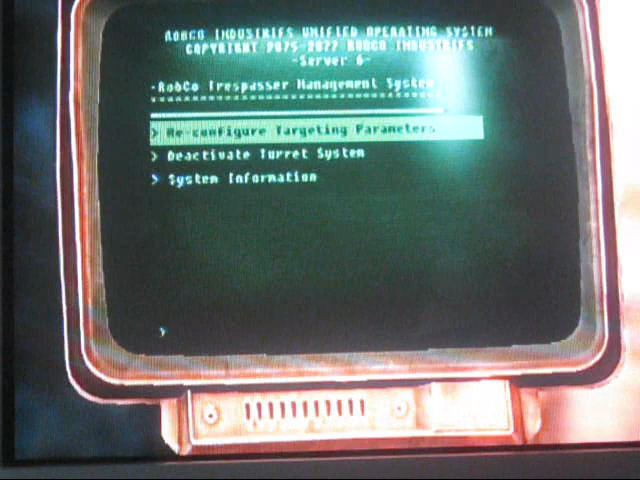 ROBCO INDUSTRIES UNIFIED OPERATING SYSTEM
COPYRIGHT 2075-2077 ROBCO INDUSTRIES
-Server 6-
-RobCo Trespasser Management System-
> Re-configure Targeting Parameters
> Deactivate Turret System
> System Information
>